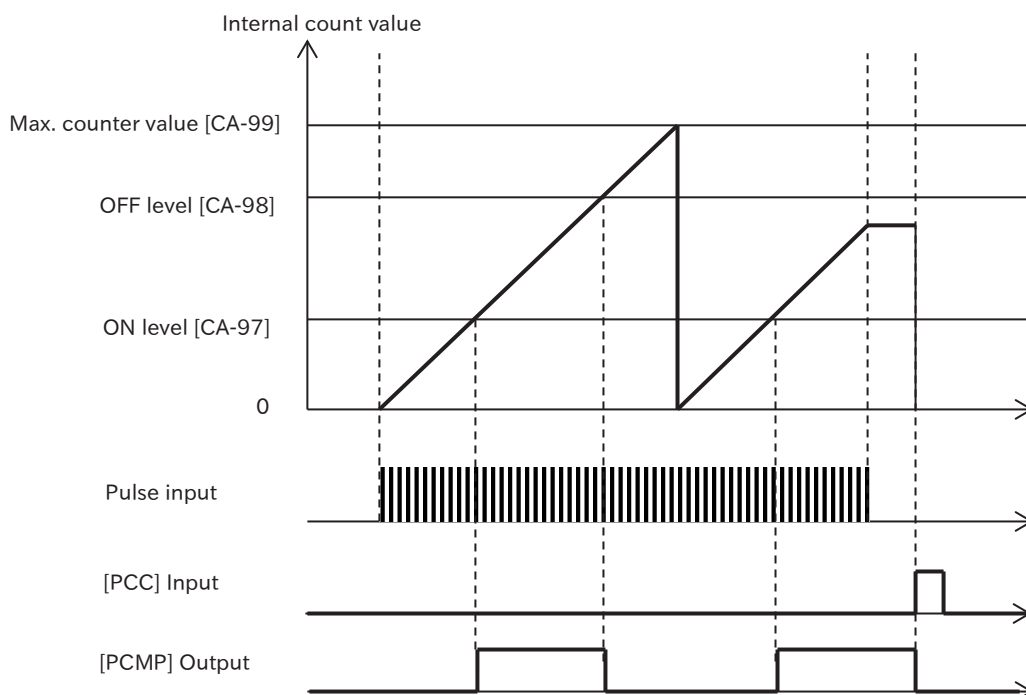 Internal count value
Max. counter value [CA-99]
OFF level [CA-98]
ON level [CA-97]
0
Pulse input
[PCC] Input
[PCMP] Output